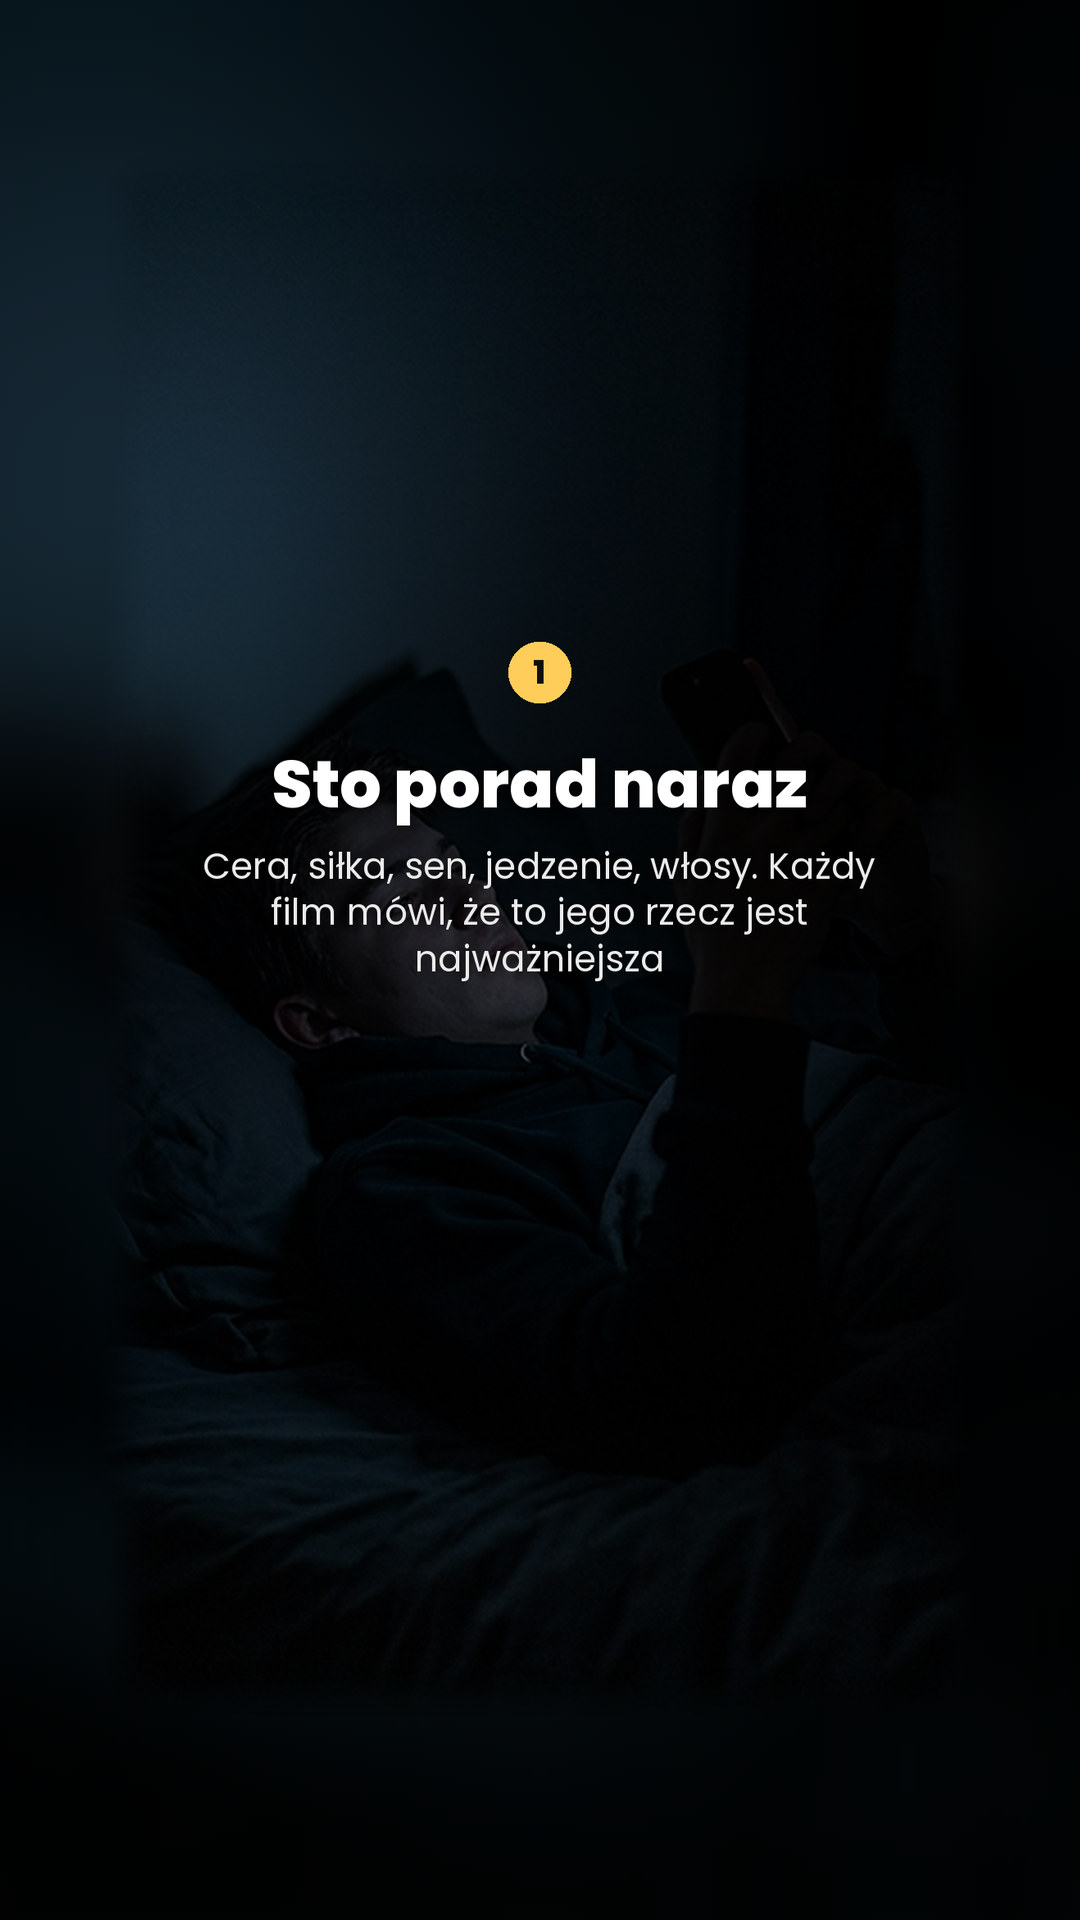 1
Sto porad naraz
Cera, siłka, sen, jedzenie, włosy. Każdy
film mówi, że to jego rzecz jest
najważniejsza